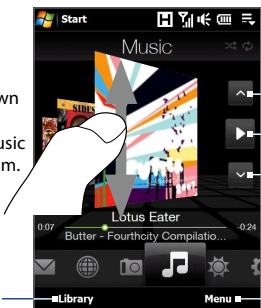 Start
H
Music
wn
SIDES
usic
m.
Lotus Eater
0:07
-0:24
Butter - Fourthcity Compilatio...
Library
Menu